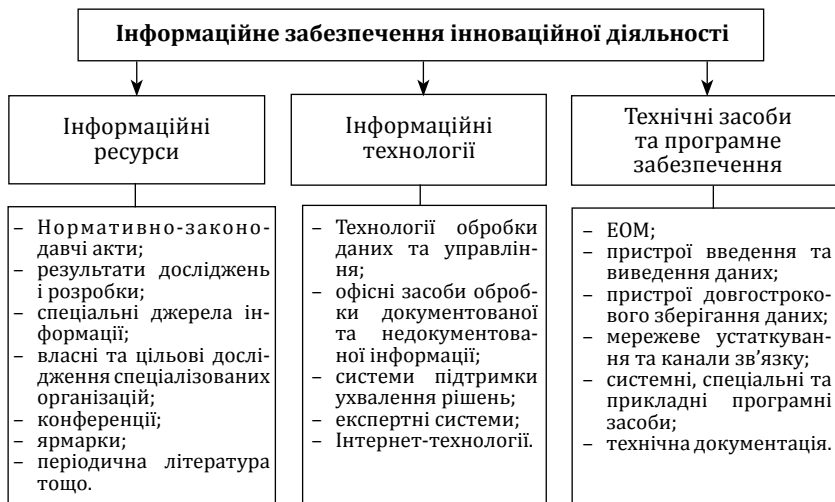 Інформаційне забезпечення інноваційної діяльності
Інформаційні
ресурси
Інформаційні
технології
Технічні засоби
та програмне
забезпечення
– Нормативно-законо-
давчі акти;
– результати досліджень
і розробки;
– спеціальні джерела ін-
формації;
– власні та цільові дослі-
дження спеціалізованих
організацій;
– конференції;
– ярмарки;
– періодична література
тощо.
– Технології обробки
даних та управлін-
ня;
– офісні засоби оброб-
ки документованої
та недокументова-
ної інформації;
– системи підтримки
ухвалення рішень;
– експертні системи;
– Інтернет-технології.
– ЕОМ;
– пристрої введення та
виведення даних;
– пристрої довгостроко-
вого зберігання даних;
– мережеве устаткуван-
ня та канали зв'язку;
– системні, спеціальні та
прикладні програмні
засоби;
– технічна документація.